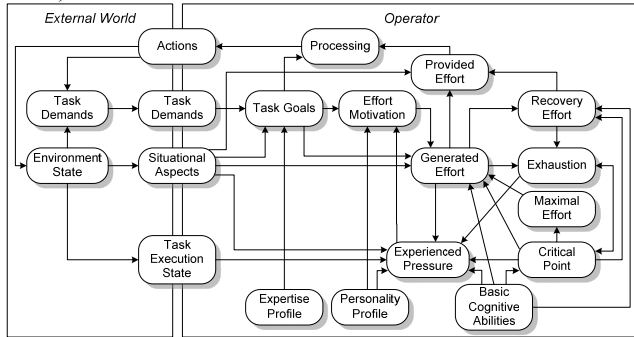 External World
Operator
Actions
Processing
Provided
Effort
Task
Demands
Task
Demands
Task Goals
Effort
Motivation
Recovery
Effort
Environment
State
Situational
Aspects
Generated
Effort
Exhaustion
Maximal
Effort
Task
Execution
State
Experienced
Pressure
Critical
Point
Expertise
Profile
Personality
Profile
Basic
Cognitive
Abilities